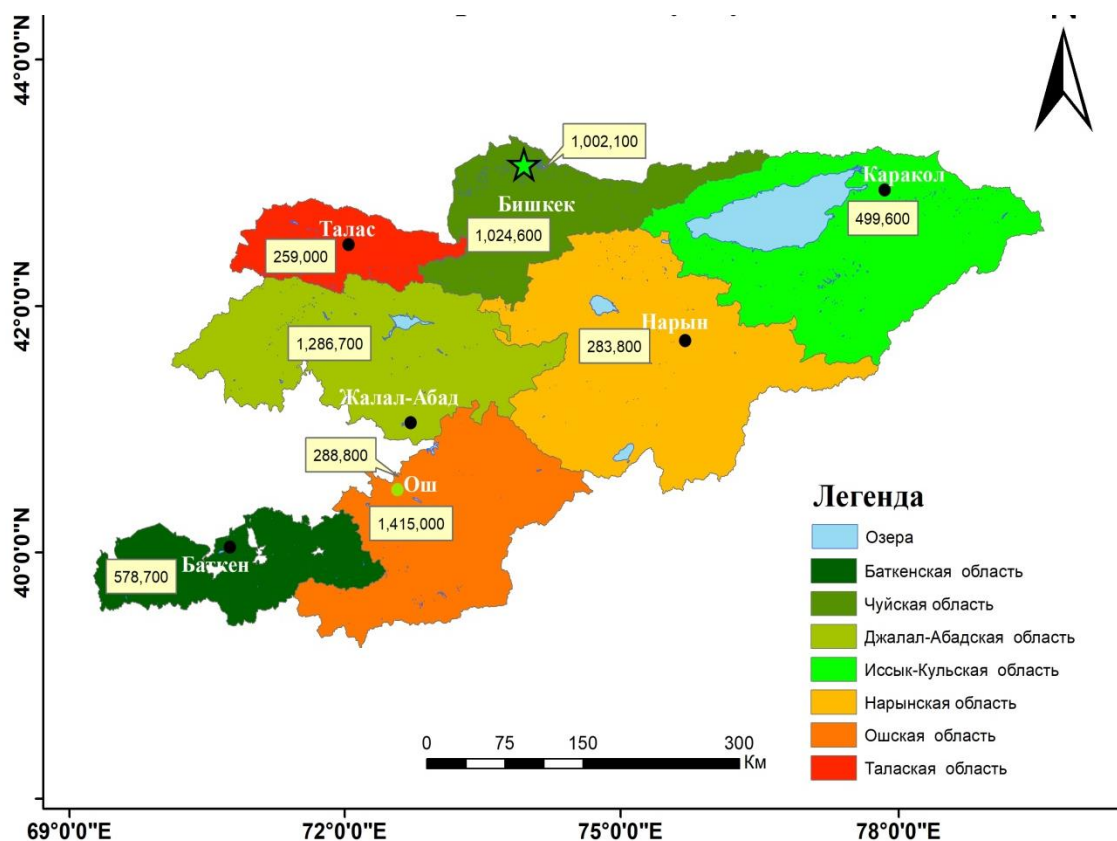 N
44°0'0"N
42°0'0"N
40°0'0"N
1,002,100
Каракол
499,600
Бишкек
1,024,600
Талас
259,000
Нарын
283,800
1,286,700
Жалал-Абад
288,800
Ош
1,415,000
Баткен
578,700
Легенда
Озера
Баткенская область
Чуйская область
Джалал-Абадская область
Иссык-Кульская область
Нарынская область
Ошская область
Талаская область
0 75 150 300
Км
69°0'0"E 72°0'0"E 75°0'0"E 78°0'0"E